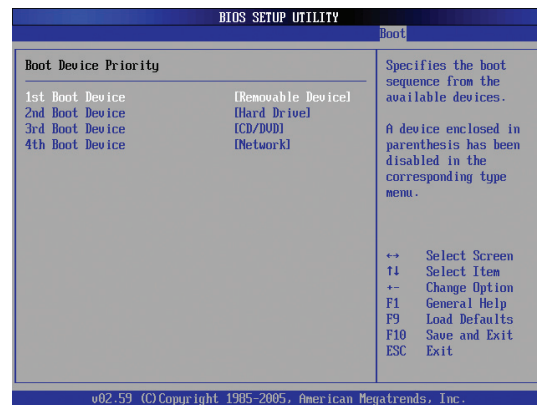 BIOS SETUP UTILITY
Boot
Boot Device Priority
1st Boot Device [Removable Device]
2nd Boot Device [Hard Drive]
3rd Boot Device [CD/DVD]
4th Boot Device [Network]
Specifies the boot
sequence from the
available devices.
A device enclosed in
parenthesis has been
disabled in the
corresponding type
menu.
↔ Select Screen
↑↓ Select Item
+- Change Option
F1 General Help
F9 Load Defaults
F10 Save and Exit
ESC Exit
v02.59 (C)Copyright 1985-2005, American Megatrends, Inc.